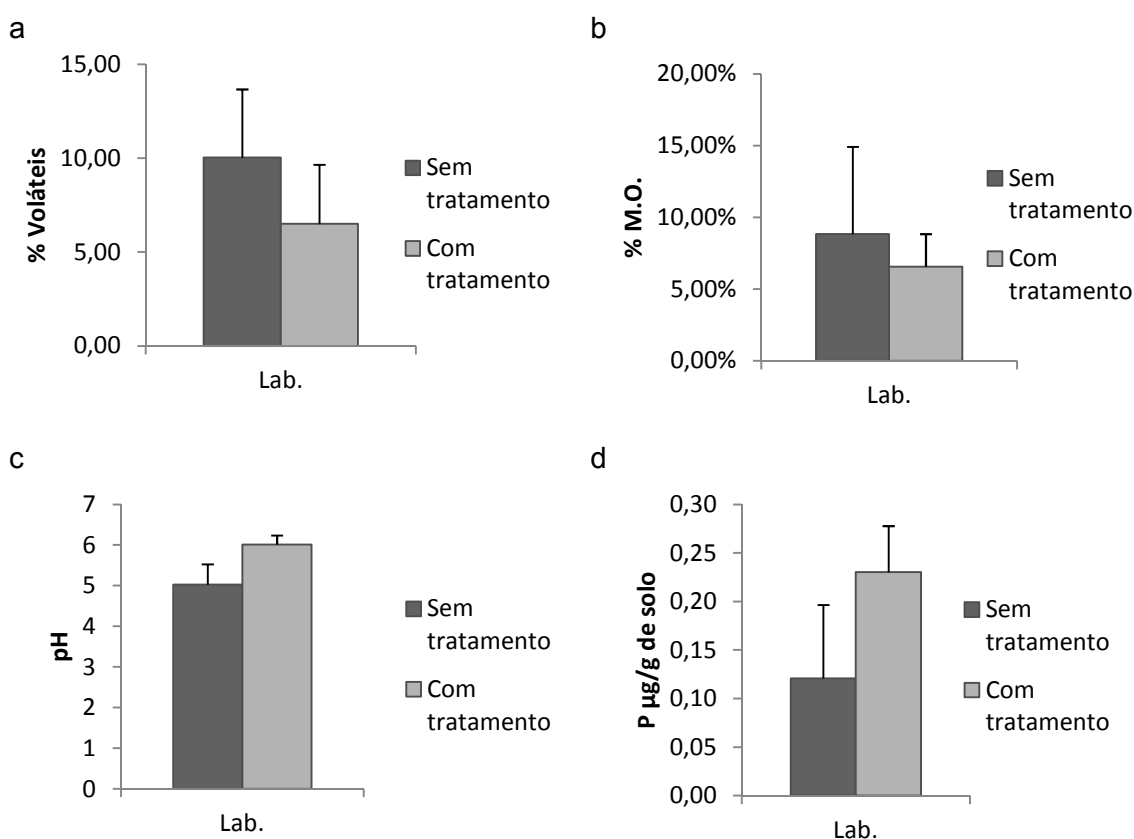 a
15,00
10,00
5,00
0,00
% Voláteis
Lab.
Sem
tratamento
Com
tratamento
b
20,00%
15,00%
10,00%
5,00%
0,00%
% M.O.
Lab.
Sem
tratamento
Com
tratamento
c
7
6
5
4
3
2
1
0
pH
Lab.
Sem
tratamento
Com
tratamento
d
0,30
0,25
0,20
0,15
0,10
0,05
0,00
P µg/g de solo
Lab.
Sem
tratamento
Com
tratamento